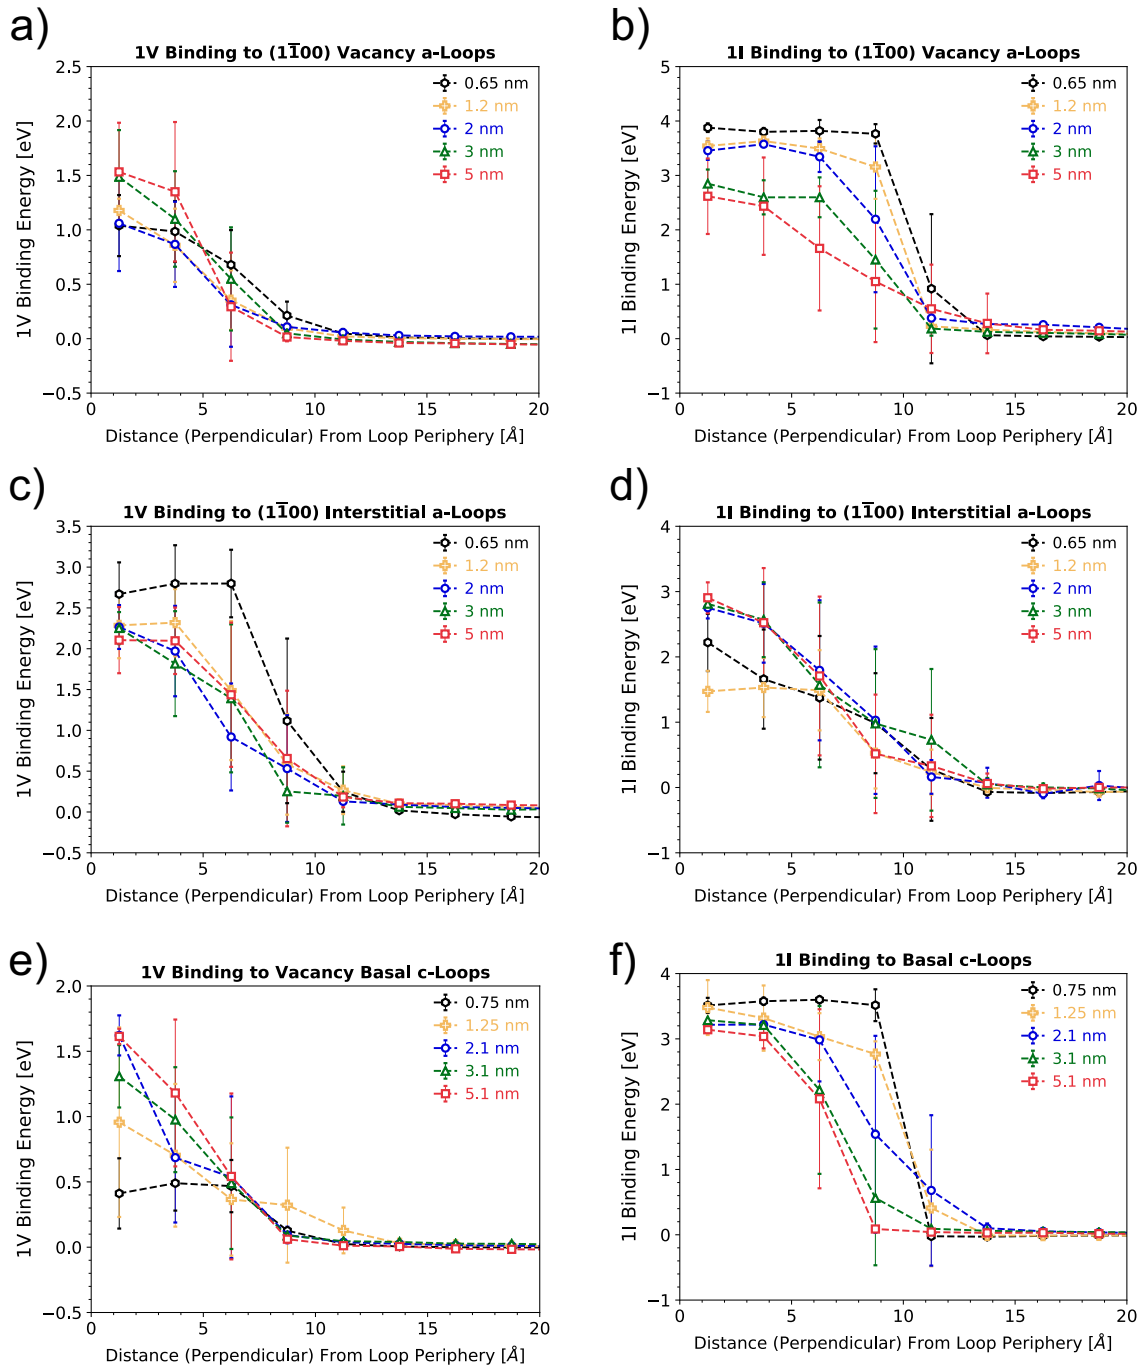 a)
1V Binding to (11̅00) Vacancy a-Loops
1V Binding Energy [eV]
2.5
2.0
1.5
1.0
0.5
0.0
−0.5
0 5 10 15 20
Distance (Perpendicular) From Loop Periphery [Å]
0.65 nm
1.2 nm
2 nm
3 nm
5 nm
b)
1I Binding to (11̅00) Vacancy a-Loops
1I Binding Energy [eV]
5
4
3
5
2
1
0
−1
0 5 10 15 20
Distance (Perpendicular) From Loop Periphery [Å]
0.65 nm
1.2 nm
2 nm
3 nm
5 nm
c)
1V Binding to (11̅00) Interstitial a-Loops
1V Binding Energy [eV]
3.5
3.0
2.5
2.0
1.5
1.0
0.5
0.0
−0.5
0 5 10 15 20
Distance (Perpendicular) From Loop Periphery [Å]
0.65 nm
1.2 nm
2 nm
3 nm
5 nm
d)
1I Binding to (11̅00) Interstitial a-Loops
1I Binding Energy [eV]
4
3
2
1
0
−1
0 5 10 15 20
Distance (Perpendicular) From Loop Periphery [Å]
0.65 nm
1.2 nm
2 nm
3 nm
5 nm
e)
1V Binding to Vacancy Basal c-Loops
1V Binding Energy [eV]
2.0
1.5
1.0
0.5
0.0
−0.5
0 5 10 15 20
Distance (Perpendicular) From Loop Periphery [Å]
0.75 nm
1.25 nm
2.1 nm
3.1 nm
5.1 nm
f)
1I Binding to Basal c-Loops
1I Binding Energy [eV]
4
3
2
1
0
−1
0 5 10 15 20
Distance (Perpendicular) From Loop Periphery [Å]
0.75 nm
1.25 nm
2.1 nm
3.1 nm
5.1 nm